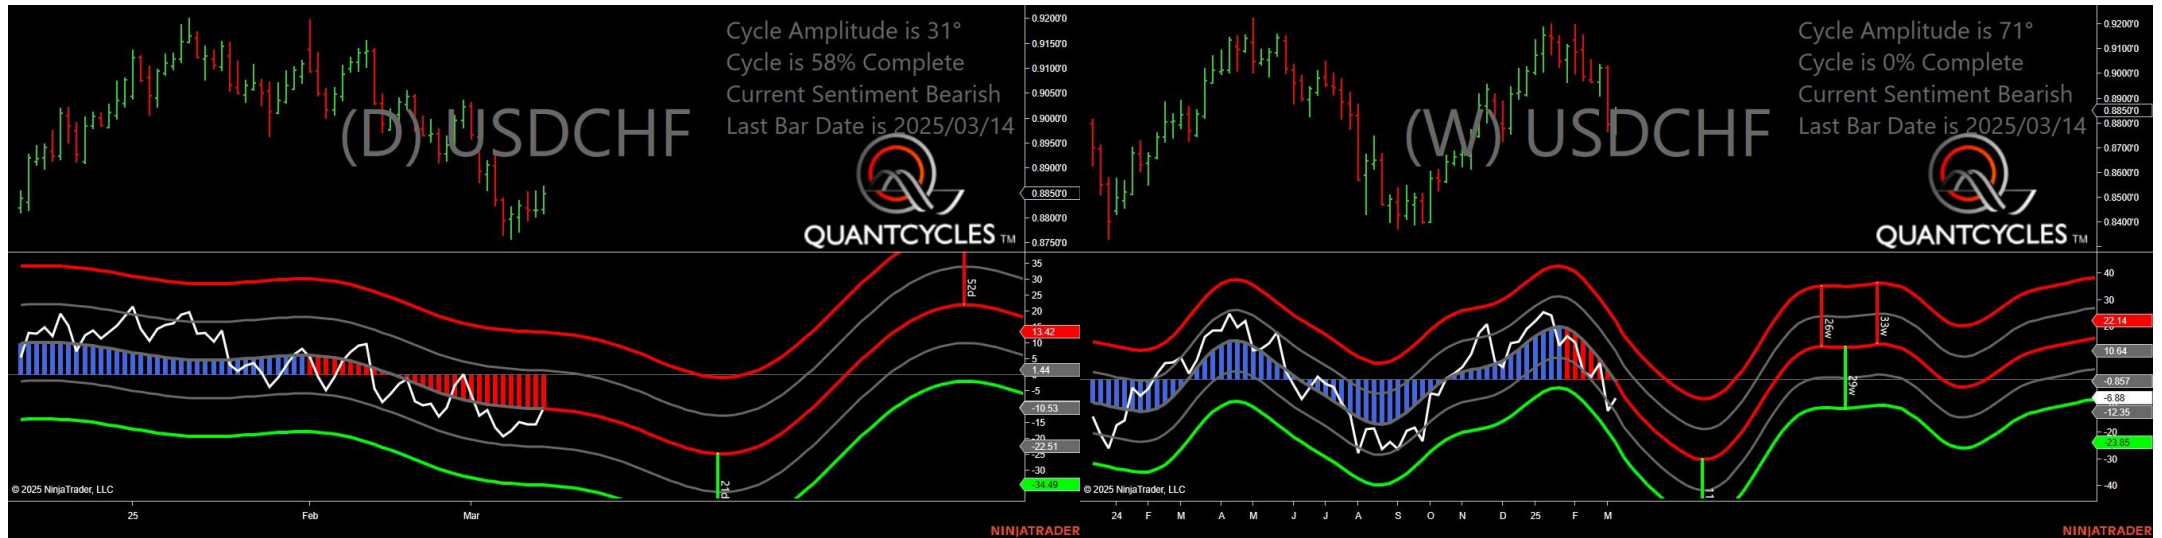 Cycle Amplitude is 31°
Cycle is 58% Complete
Current Sentiment Bearish
Last Bar Date is 2025/03/14
(D) USDCHF
QUANTCYCLES TM
0.9200'0
0.9150'0
0.9100'0
0.9050'0
0.9000'0
0.8950'0
0.8900'0
0.8850'0
0.8800'0
0.8750'0
52d
21d
35
30
25
20
15
13.42
10
5
1.44
-5
-10.53
-15
-20
-22.51
-25
-30
-34.49
© 2025 NinjaTrader, LLC
25 Feb Mar
NINJATRADER
Cycle Amplitude is 71°
Cycle is 0% Complete
Current Sentiment Bearish
Last Bar Date is 2025/03/14
(W) USDCHF
QUANTCYCLES TM
0.9200'0
0.9100'0
0.9000'0
0.8900'0
0.8850'0
0.8800'0
0.8700'0
0.8600'0
0.8500'0
0.8400'0
26w
33w
29w
11
40
30
22.14
20
10.64
-0.857
-6.88
-12.35
-20
-23.85
-30
-40
© 2025 NinjaTrader, LLC
24 F M A M J J A S O N D 25 F M
NINJATRADER